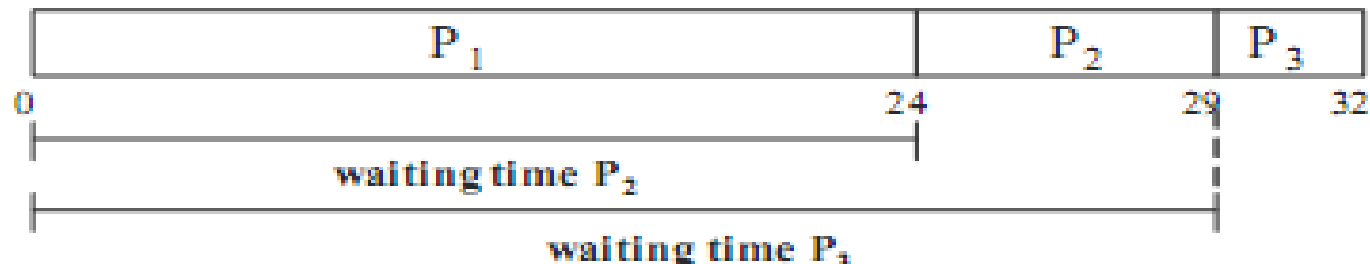 P₁ P₂ P₃
0 24 29 32
waiting time P₂
waiting time P₃